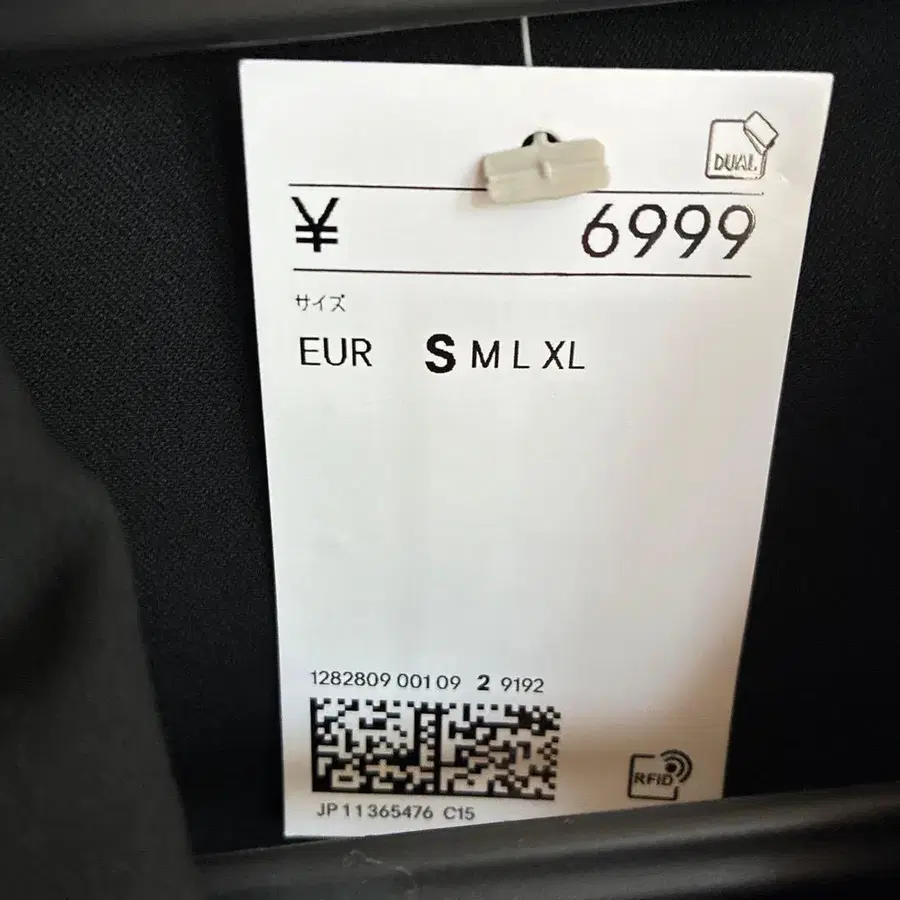 DUAL
¥ 6999
サイズ
EUR S M L XL
1282809 001 09 2 9192
RFID
JP 11365476 C15